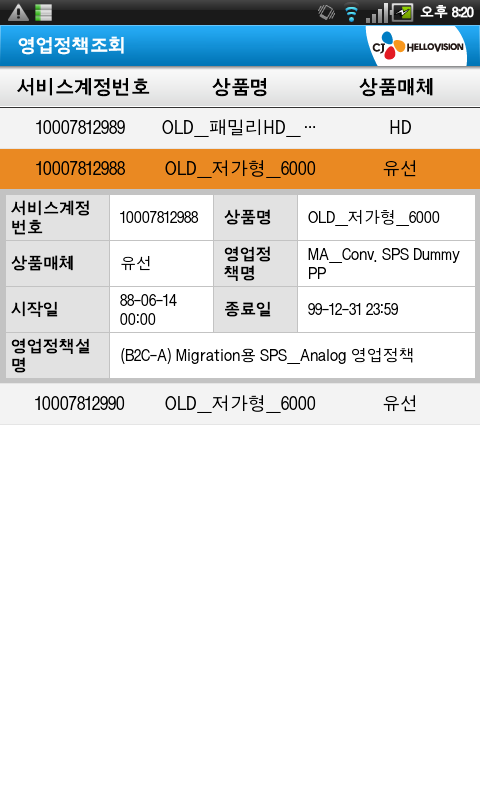 오후 8:20
영업정책조회
CJ HELLOVISION
서비스계정번호 상품명 상품매체
10007812989 OLD_패밀리HD_ ... HD
10007812988 OLD_저가형_6000 유선
서비스계정
번호 10007812988 상품명 OLD_저가형_6000
상품매체 유선 영업정
책명 MA_Conv. SPS Dummy
PP
시작일 88-06-14
00:00 종료일 99-12-31 23:59
영업정책설
명 (B2C-A) Migration용 SPS_Analog 영업정책
10007812990 OLD_저가형_6000 유선